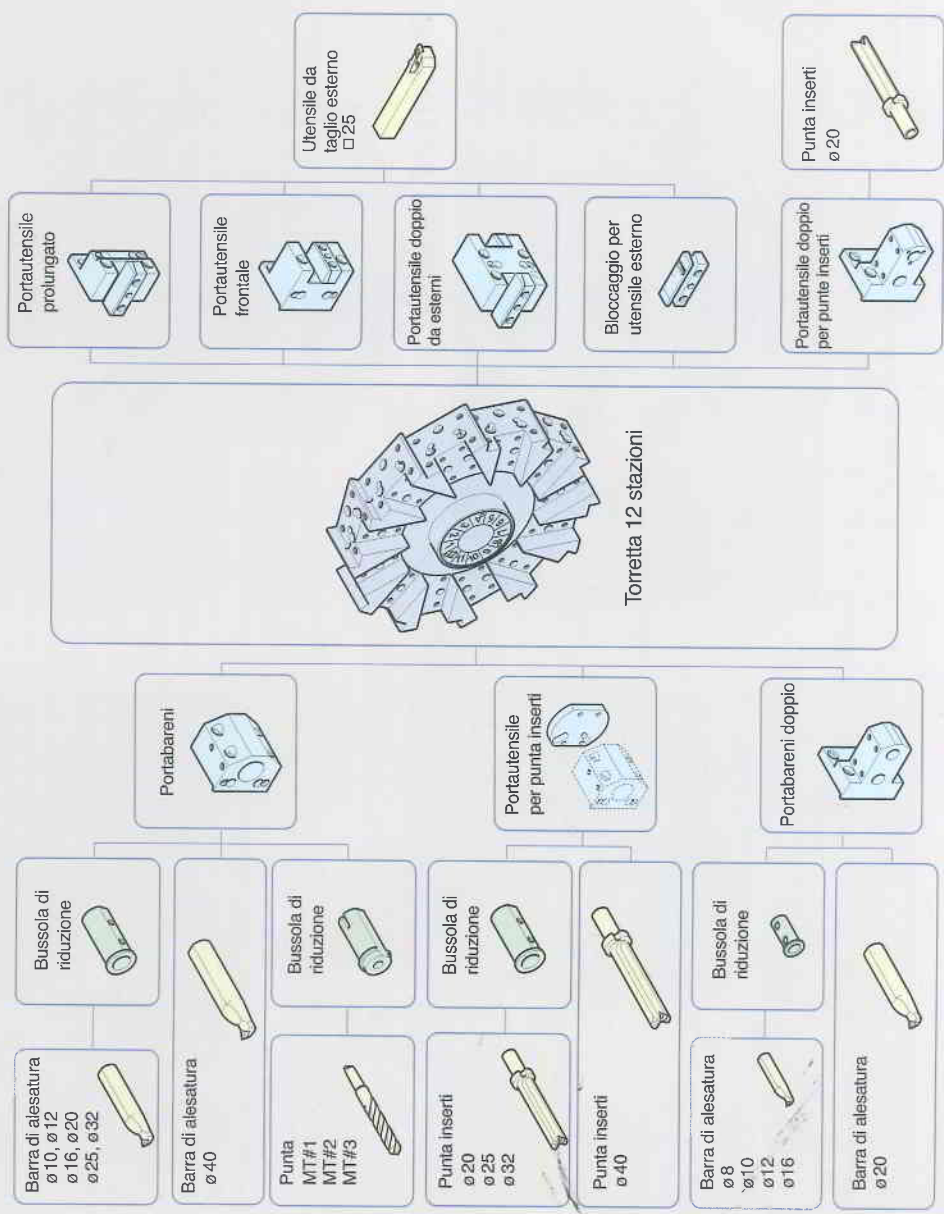 Barra di alesatura
ø10, ø12
ø16, ø20
ø25, ø32
Bussola di
riduzione
Barra di alesatura
ø40
Punta
MT#1
MT#2
MT#3
Bussola di
riduzione
Portabareni
Punta inserti
ø20
ø25
ø32
Bussola di
riduzione
Punta inserti
ø40
Portautensile
per punta inserti
Barra di alesatura
ø8
ø10
ø12
ø16
Bussola di
riduzione
Barra di alesatura
ø20
Portabareni doppio
Torretta 12 stazioni
Portautensile
prolungato
Portautensile
frontale
Portautensile doppio
da esterni
Bloccaggio per
utensile esterno
Portautensile doppio
per punte inserti
Utensile da
taglio esterno
□25
Punta inserti
ø20